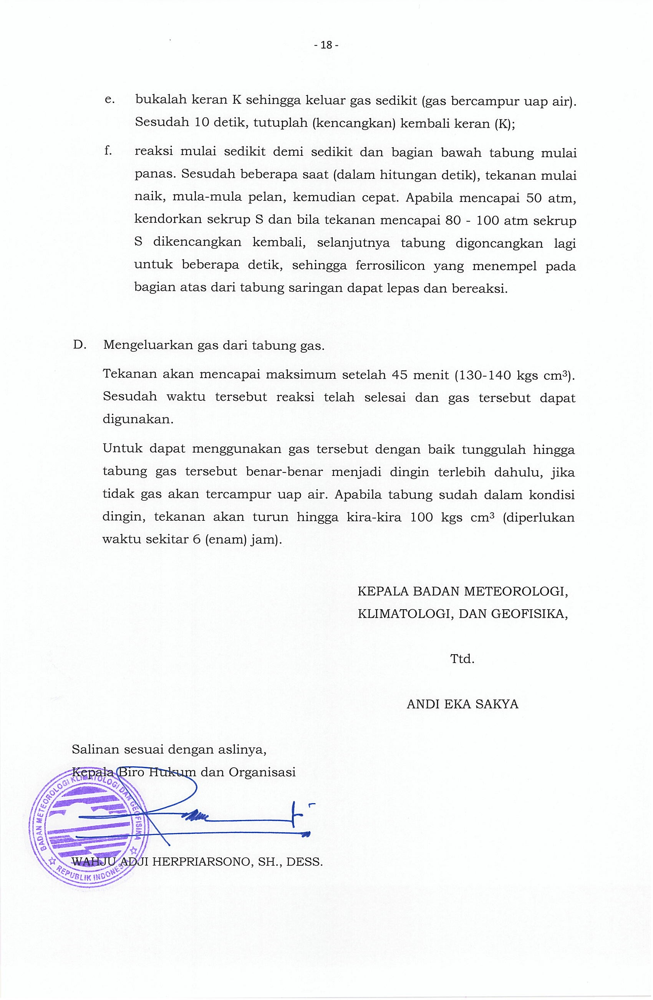 - 18 -
e. bukalah keran K sehingga keluar gas sedikit (gas bercampur uap air).
Sesudah 10 detik, tutuplah (kencangkan) kembali keran (K);
f. reaksi mulai sedikit demi sedikit dan bagian bawah tabung mulai
panas. Sesudah beberapa saat (dalam hitungan detik), tekanan mulai
naik, mula-mula pelan, kemudian cepat. Apabila mencapai 50 atm,
kendorkan sekrup S dan bila tekanan mencapai 80 - 100 atm sekrup
S dikencangkan kembali, selanjutnya tabung digoncangkan lagi
untuk beberapa detik, sehingga ferrosilicon yang menempel pada
bagian atas dari tabung saringan dapat lepas dan bereaksi.
D. Mengeluarkan gas dari tabung gas.
Tekanan akan mencapai maksimum setelah 45 menit (130-140 kgs cm³).
Sesudah waktu tersebut reaksi telah selesai dan gas tersebut dapat
digunakan.
Untuk dapat menggunakan gas tersebut dengan baik tunggulah hingga
tabung gas tersebut benar-benar menjadi dingin terlebih dahulu, jika
tidak gas akan tercampur uap air. Apabila tabung sudah dalam kondisi
dingin, tekanan akan turun hingga kira-kira 100 kgs cm³ (diperlukan
waktu sekitar 6 (enam) jam).
KEPALA BADAN METEOROLOGI,
KLIMATOLOGI, DAN GEOFISIKA,
Ttd.
ANDI EKA SAKYA
Salinan sesuai dengan aslinya,
Kepala Biro Hukum dan Organisasi
BADAN METEOROLOGI KLIMATOLOGI DAN GEOFISIKA
REPUBLIK INDONESIA
WAHJU ADJI HERPRIARSONO, SH., DESS.